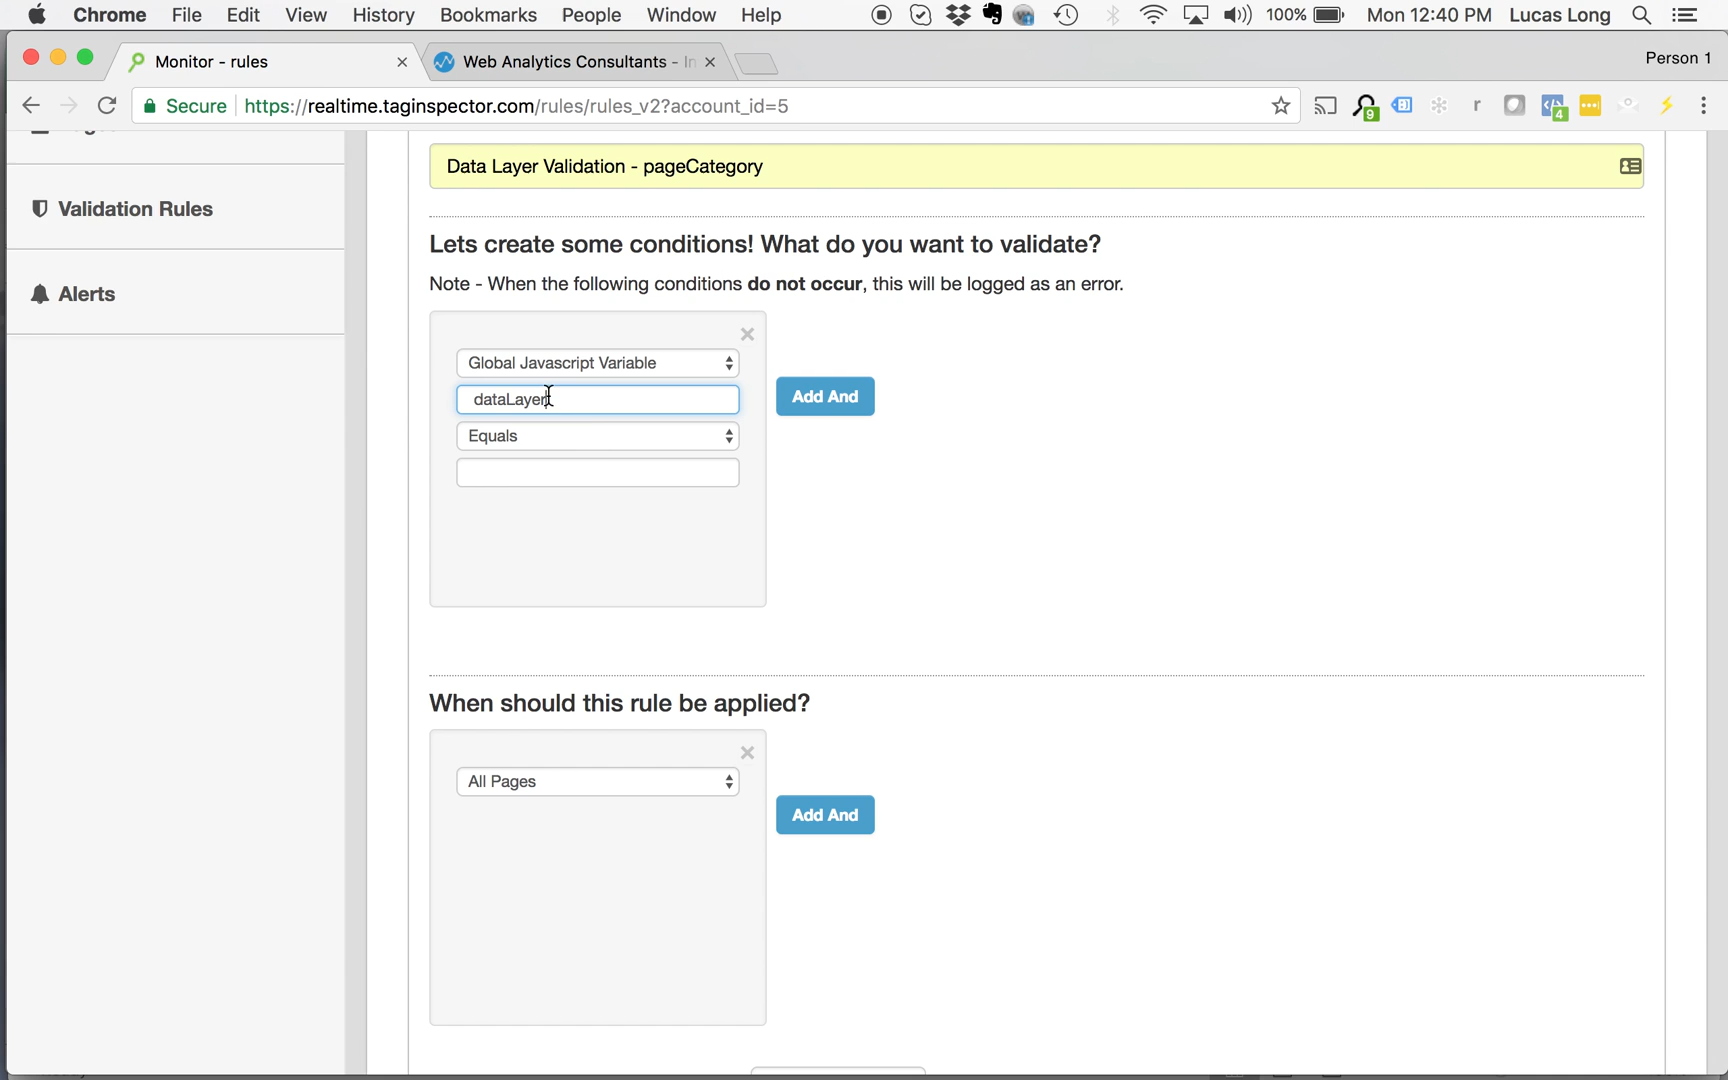 Chrome File Edit View History Bookmarks People Window Help 100% Mon 12:40 PM Lucas Long
Monitor - rules
Web Analytics Consultants - In
Person 1
Secure https://realtime.taginspector.com/rules/rules_v2?account_id=5
9
r
4
Data Layer Validation - pageCategory
Validation Rules
Lets create some conditions! What do you want to validate?
Note - When the following conditions do not occur, this will be logged as an error.
Alerts
Global Javascript Variable
dataLayer
Add And
Equals
When should this rule be applied?
All Pages
Add And